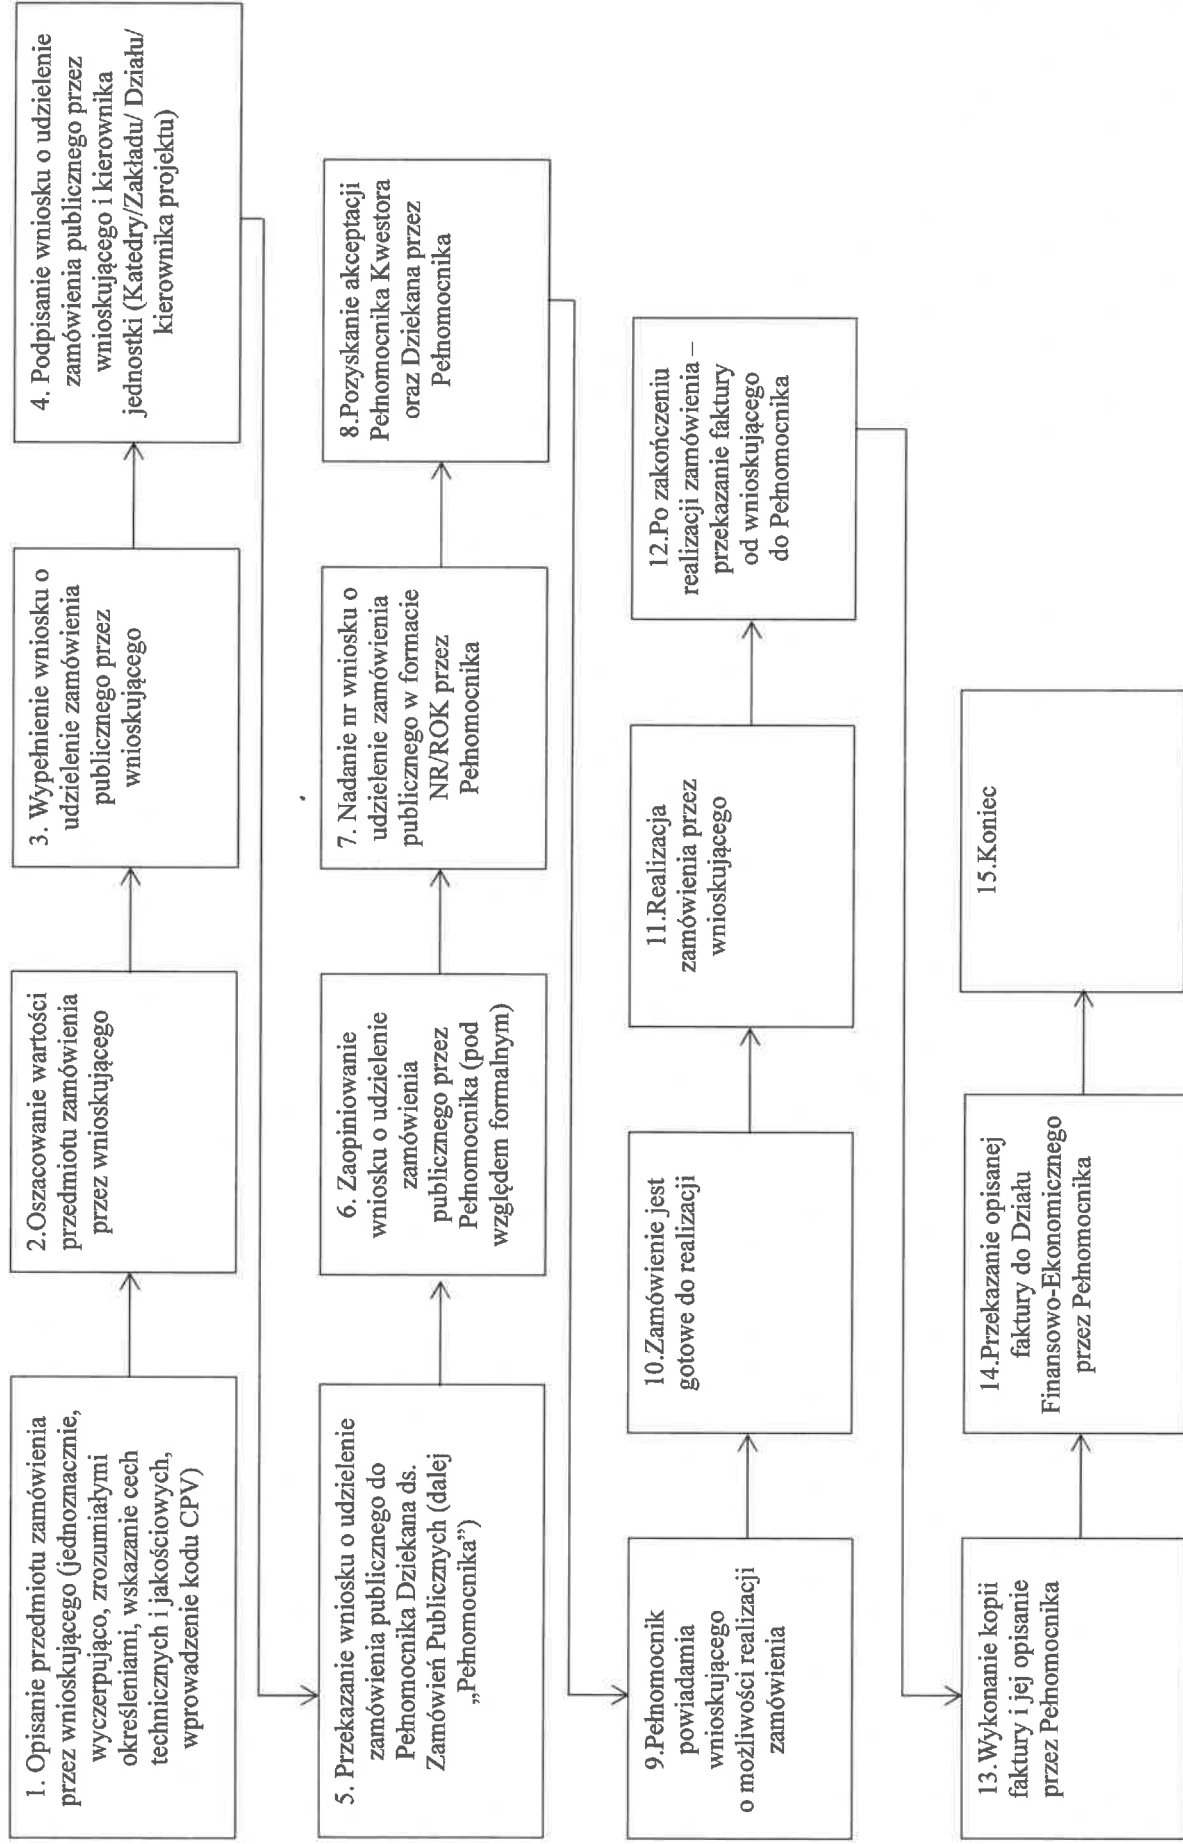 1. Opisanie przedmiotu zamówienia
przez wnioskującego (jednoznacznie,
wyczerpująco, zrozumiałymi
określeniami, wskazanie cech
technicznych i jakościowych,
wprowadzenie kodu CPV)
2.Oszacowanie wartości
przedmiotu zamówienia
przez wnioskującego
3. Wypełnienie wniosku o
udzielenie zamówienia
publicznego przez
wnioskującego
4. Podpisanie wniosku o udzielenie
zamówienia publicznego przez
wnioskującego i kierownika
jednostki (Katedry/Zakładu/ Działu/
kierownika projektu)
5. Przekazanie wniosku o udzielenie
zamówienia publicznego do
Pełnomocnika Dziekana ds.
Zamówień Publicznych (dalej
„Pełnomocnika”)
6. Zaopiniowanie
wniosku o udzielenie
zamówienia
publicznego przez
Pełnomocnika (pod
względem formalnym)
7. Nadanie nr wniosku o
udzielenie zamówienia
publicznego w formacie
NR/ROK przez
Pełnomocnika
8.Pozyskanie akceptacji
Pełnomocnika Kwestora
oraz Dziekana przez
Pełnomocnika
9.Pełnomocnik
powiadamia
wnioskującego
o możliwości realizacji
zamówienia
10.Zamówienie jest
gotowe do realizacji
11.Realizacja
zamówienia przez
wnioskującego
12.Po zakończeniu
realizacji zamówienia –
przekazanie faktury
od wnioskującego
do Pełnomocnika
13.Wykonanie kopii
faktury i jej opisanie
przez Pełnomocnika
14.Przekazanie opisanej
faktury do Działu
Finansowo-Ekonomicznego
przez Pełnomocnika
15.Koniec